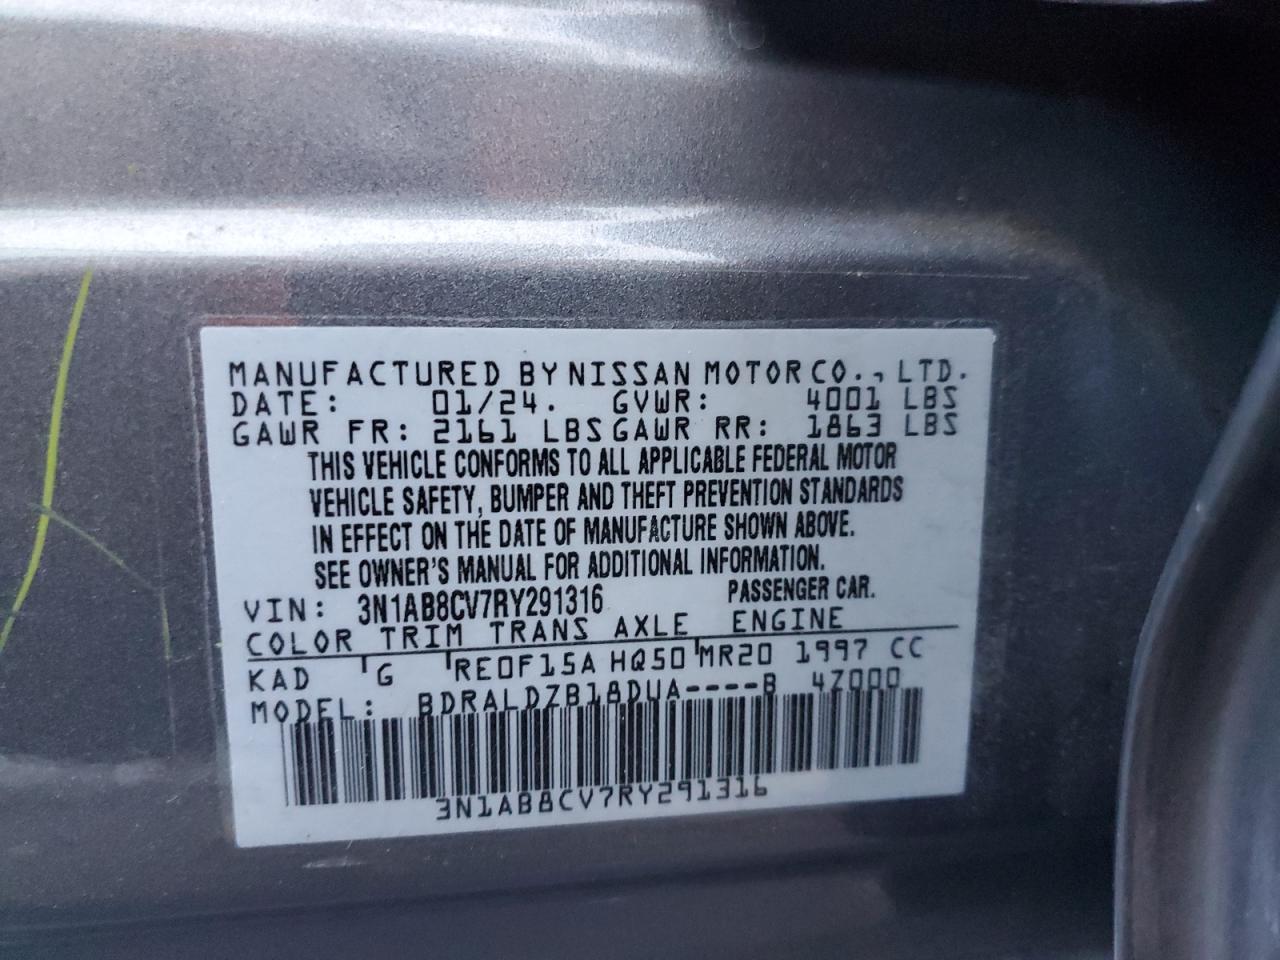 MANUFACTURED BY NISSAN MOTOR CO., LTD.
DATE: 01/24. GVWR: 4001 LBS
GAWR FR: 2161 LBS GAWR RR: 1863 LBS
THIS VEHICLE CONFORMS TO ALL APPLICABLE FEDERAL MOTOR
VEHICLE SAFETY, BUMPER AND THEFT PREVENTION STANDARDS
IN EFFECT ON THE DATE OF MANUFACTURE SHOWN ABOVE.
SEE OWNER'S MANUAL FOR ADDITIONAL INFORMATION.
VIN: 3N1AB8CV7RY291316 PASSENGER CAR.
COLOR TRIM TRANS AXLE ENGINE
KAD G RE0F15A HQ50 MR20 1997 CC
MODEL: BDRALDZB18DUA----B 4Z000
3N1AB8CV7RY291316